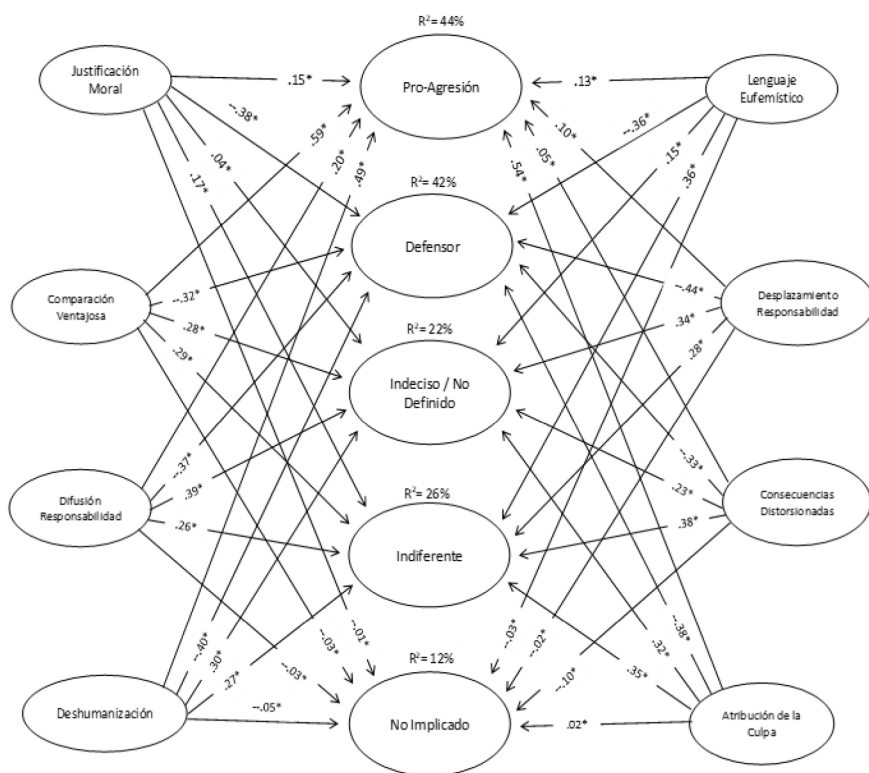 R²= 44%
Justificación
Moral
Pro-Agresión
Lenguaje
Eufemístico
.15*
.13*
--.38*
.59*
.20*
.49*
.54*
.05*
.10*
--.36*
.15*
.36*
.04*
.17*
R²= 42%
Defensor
Comparación
Ventajosa
Desplazamiento
Responsabilidad
--.32*
.28*
.29*
--.44*
.34*
.28*
R²= 22%
Indeciso / No
Definido
Difusión
Responsabilidad
Consecuencias
Distorsionadas
--.37*
.39*
.26*
--.33*
.23*
.38*
R²= 26%
Indiferente
--.40*
.30*
.27*
--.03*
--.03*
--.01*
--.03*
--.02*
--.10*
.35*
.32*
--.38*
R²= 12%
Deshumanización
No Implicado
Atribución de la
Culpa
--.05*
.02*